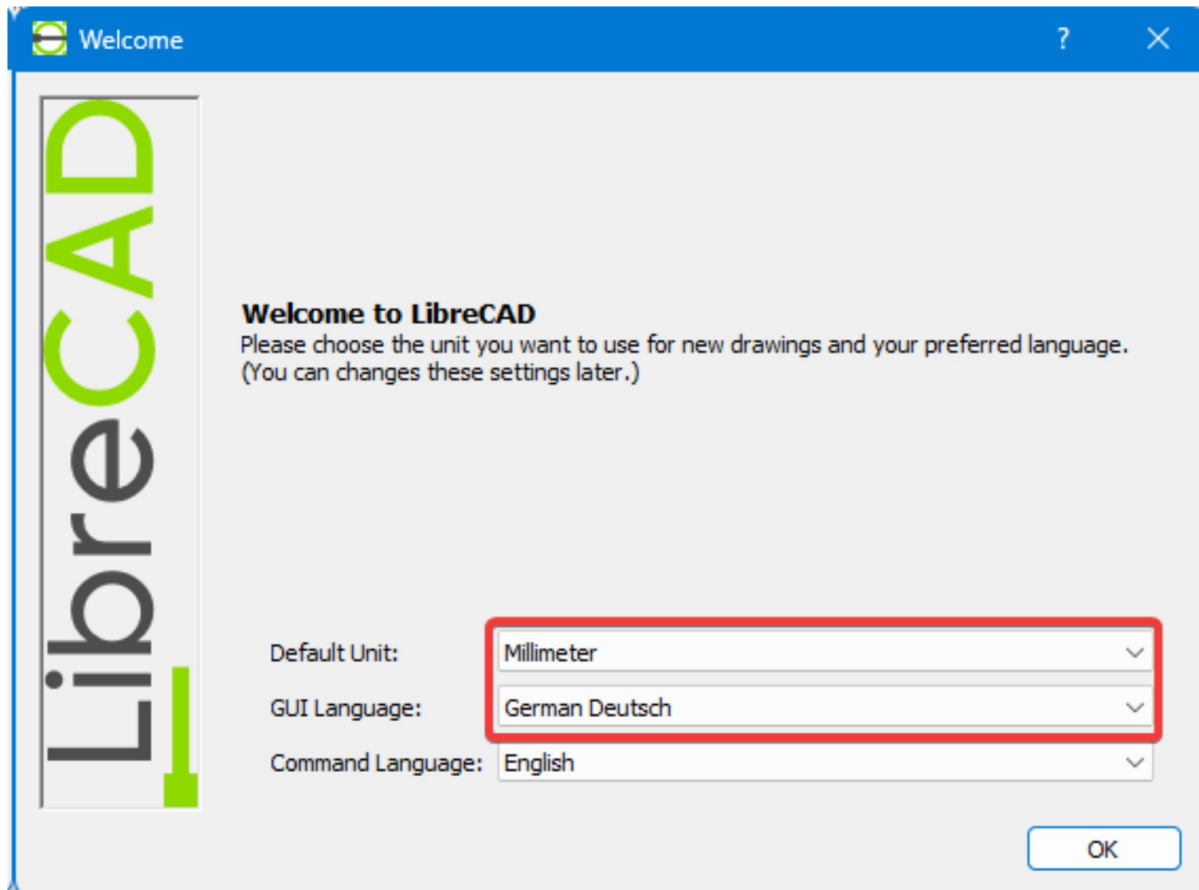 Welcome
LibreCAD
Welcome to LibreCAD
Please choose the unit you want to use for new drawings and your preferred language.
(You can changes these settings later.)
Default Unit: Millimeter
GUI Language: German Deutsch
Command Language: English
OK